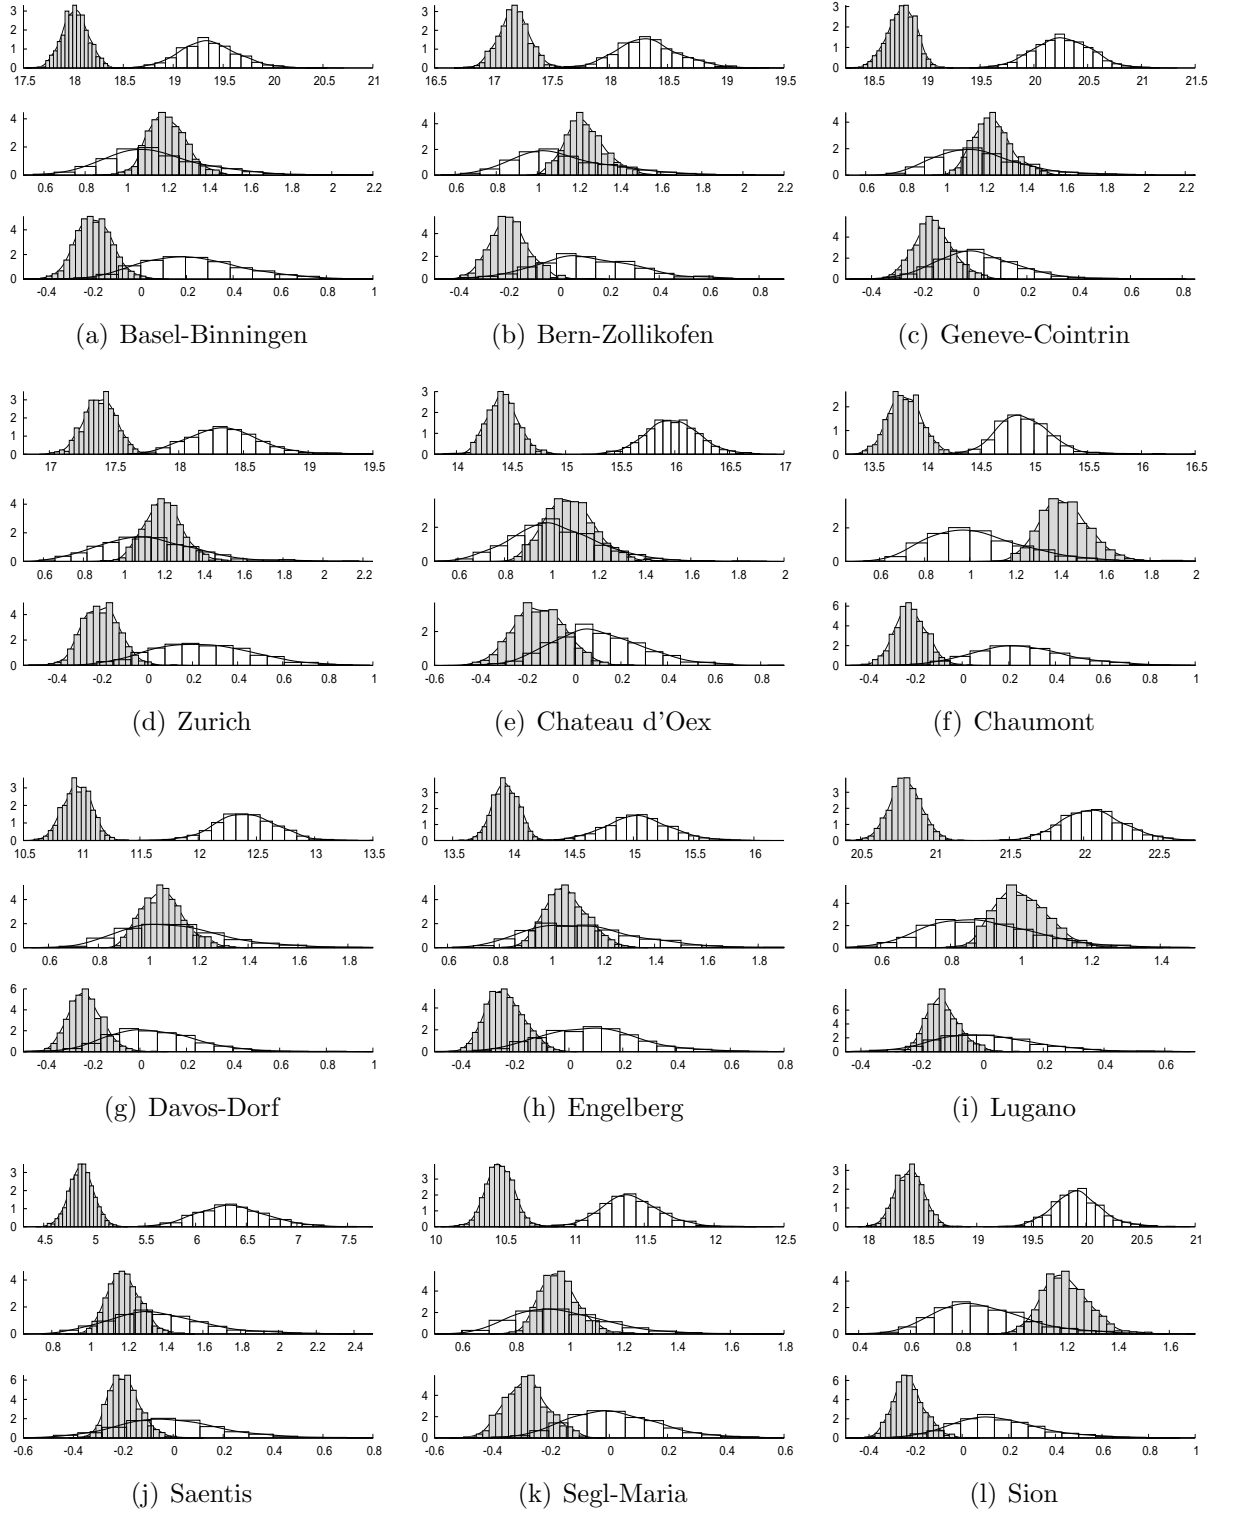 3
2
1
0
17.5 18 18.5 19 19.5 20 20.5 21
4
2
0
0.6 0.8 1 1.2 1.4 1.6 1.8 2 2.2
4
2
0
-0.4 -0.2 0 0.2 0.4 0.6 0.8 1
(a) Basel-Binningen
3
2
1
0
16.5 17 17.5 18 18.5 19 19.5
4
2
0
0.6 0.8 1 1.2 1.4 1.6 1.8 2 2.2
4
2
0
-0.4 -0.2 0 0.2 0.4 0.6 0.8
(b) Bern-Zollikofen
3
2
1
0
18.5 19 19.5 20 20.5 21 21.5
4
2
0
0.6 0.8 1 1.2 1.4 1.6 1.8 2 2.2
4
2
0
-0.4 -0.2 0 0.2 0.4 0.6 0.8
(c) Geneve-Cointrin
3
2
1
0
17 17.5 18 18.5 19 19.5
4
2
0
0.6 0.8 1 1.2 1.4 1.6 1.8 2 2.2
4
2
0
-0.4 -0.2 0 0.2 0.4 0.6 0.8 1
(d) Zurich
3
2
1
0
14 14.5 15 15.5 16 16.5 17
2
0
0.6 0.8 1 1.2 1.4 1.6 1.8 2
2
0
-0.6 -0.4 -0.2 0 0.2 0.4 0.6 0.8
(e) Chateau d'Oex
2
1
0
13.5 14 14.5 15 15.5 16 16.5
2
0
0.6 0.8 1 1.2 1.4 1.6 1.8 2
6
4
2
0
-0.4 -0.2 0 0.2 0.4 0.6 0.8 1
(f) Chaumont
3
2
1
0
10.5 11 11.5 12 12.5 13 13.5
4
2
0
0.6 0.8 1 1.2 1.4 1.6 1.8
6
4
2
0
-0.4 -0.2 0 0.2 0.4 0.6 0.8 1
(g) Davos-Dorf
3
2
1
0
13.5 14 14.5 15 15.5 16
4
2
0
0.6 0.8 1 1.2 1.4 1.6 1.8
4
2
0
-0.4 -0.2 0 0.2 0.4 0.6 0.8
(h) Engelberg
3
2
1
0
20.5 21 21.5 22 22.5
4
2
0
0.6 0.8 1 1.2 1.4
6
4
2
0
-0.4 -0.2 0 0.2 0.4 0.6
(i) Lugano
3
2
1
0
4.5 5 5.5 6 6.5 7 7.5
4
2
0
0.8 1 1.2 1.4 1.6 1.8 2 2.2 2.4
6
4
2
0
-0.6 -0.4 -0.2 0 0.2 0.4 0.6 0.8
(j) Saentis
3
2
1
0
10 10.5 11 11.5 12 12.5
4
2
0
0.6 0.8 1 1.2 1.4 1.6 1.8
4
2
0
-0.6 -0.4 -0.2 0 0.2 0.4 0.6
(k) Segl-Maria
3
2
1
0
18 18.5 19 19.5 20 20.5 21
4
2
0
0.4 0.6 0.8 1 1.2 1.4 1.6
6
4
2
0
-0.4 -0.2 0 0.2 0.4 0.6 0.8 1
(l) Sion